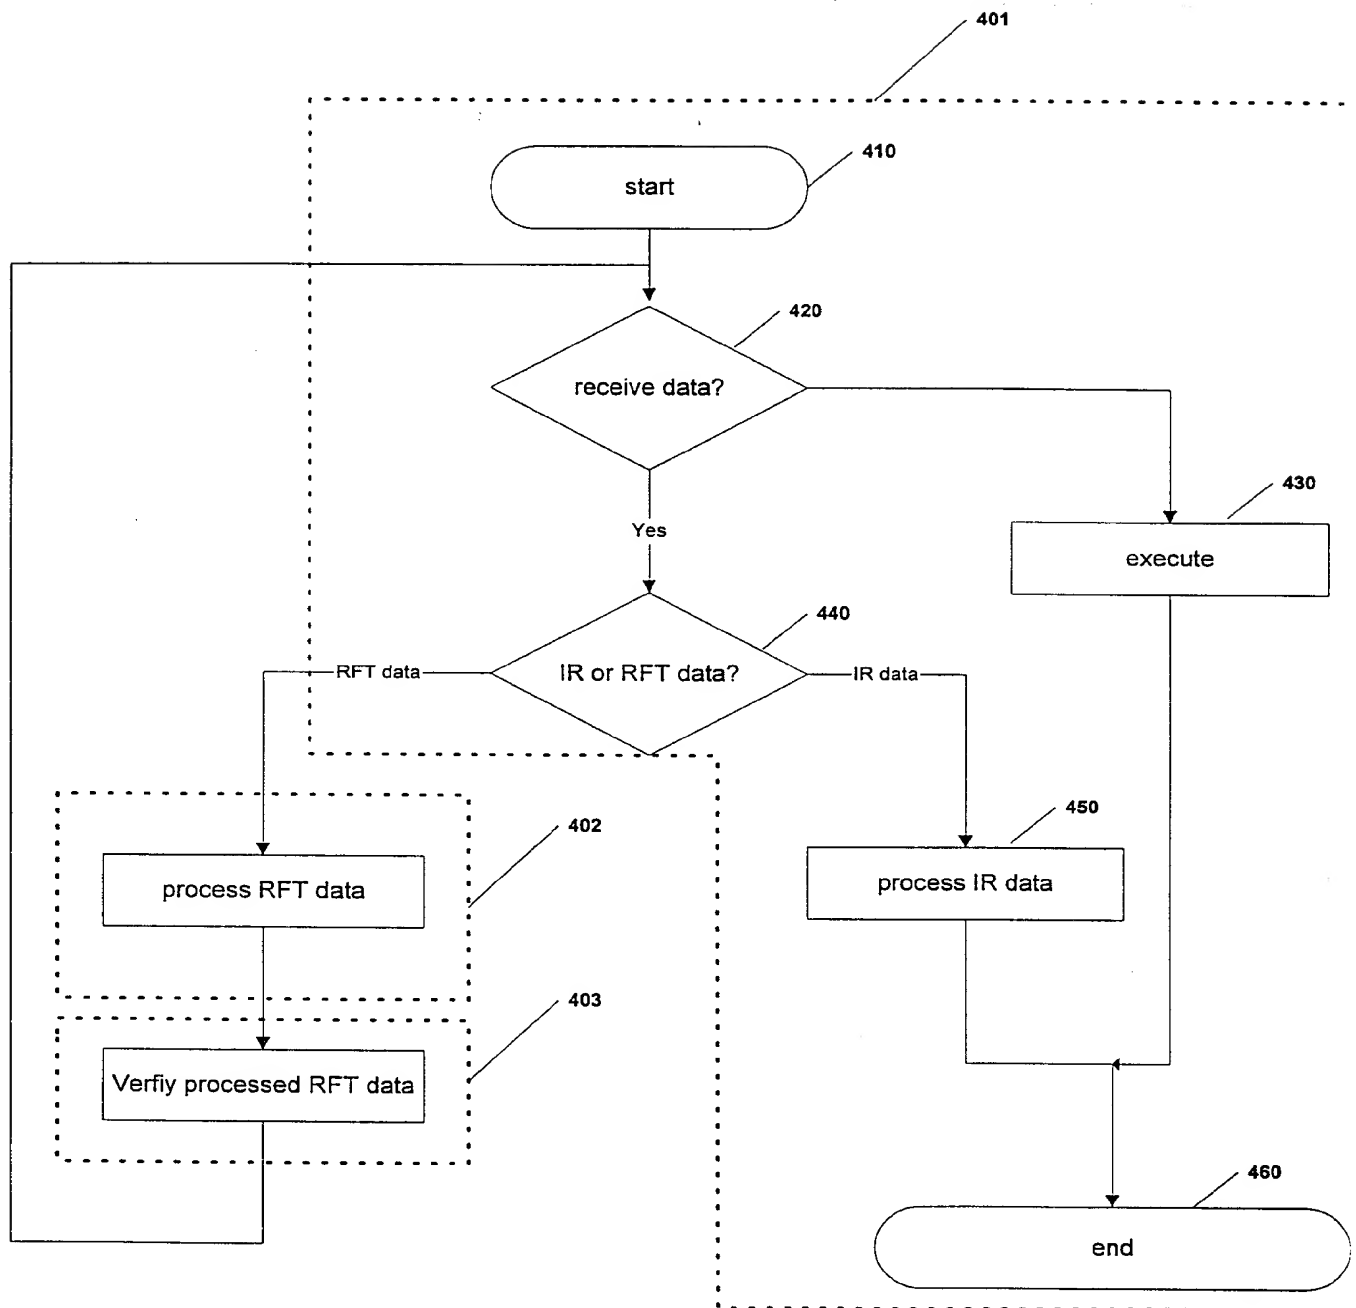 401
410
start
420
receive data?
430
Yes
execute
440
RFT data
IR or RFT data?
IR data
450
402
process RFT data
process IR data
403
Verfiy processed RFT data
460
end